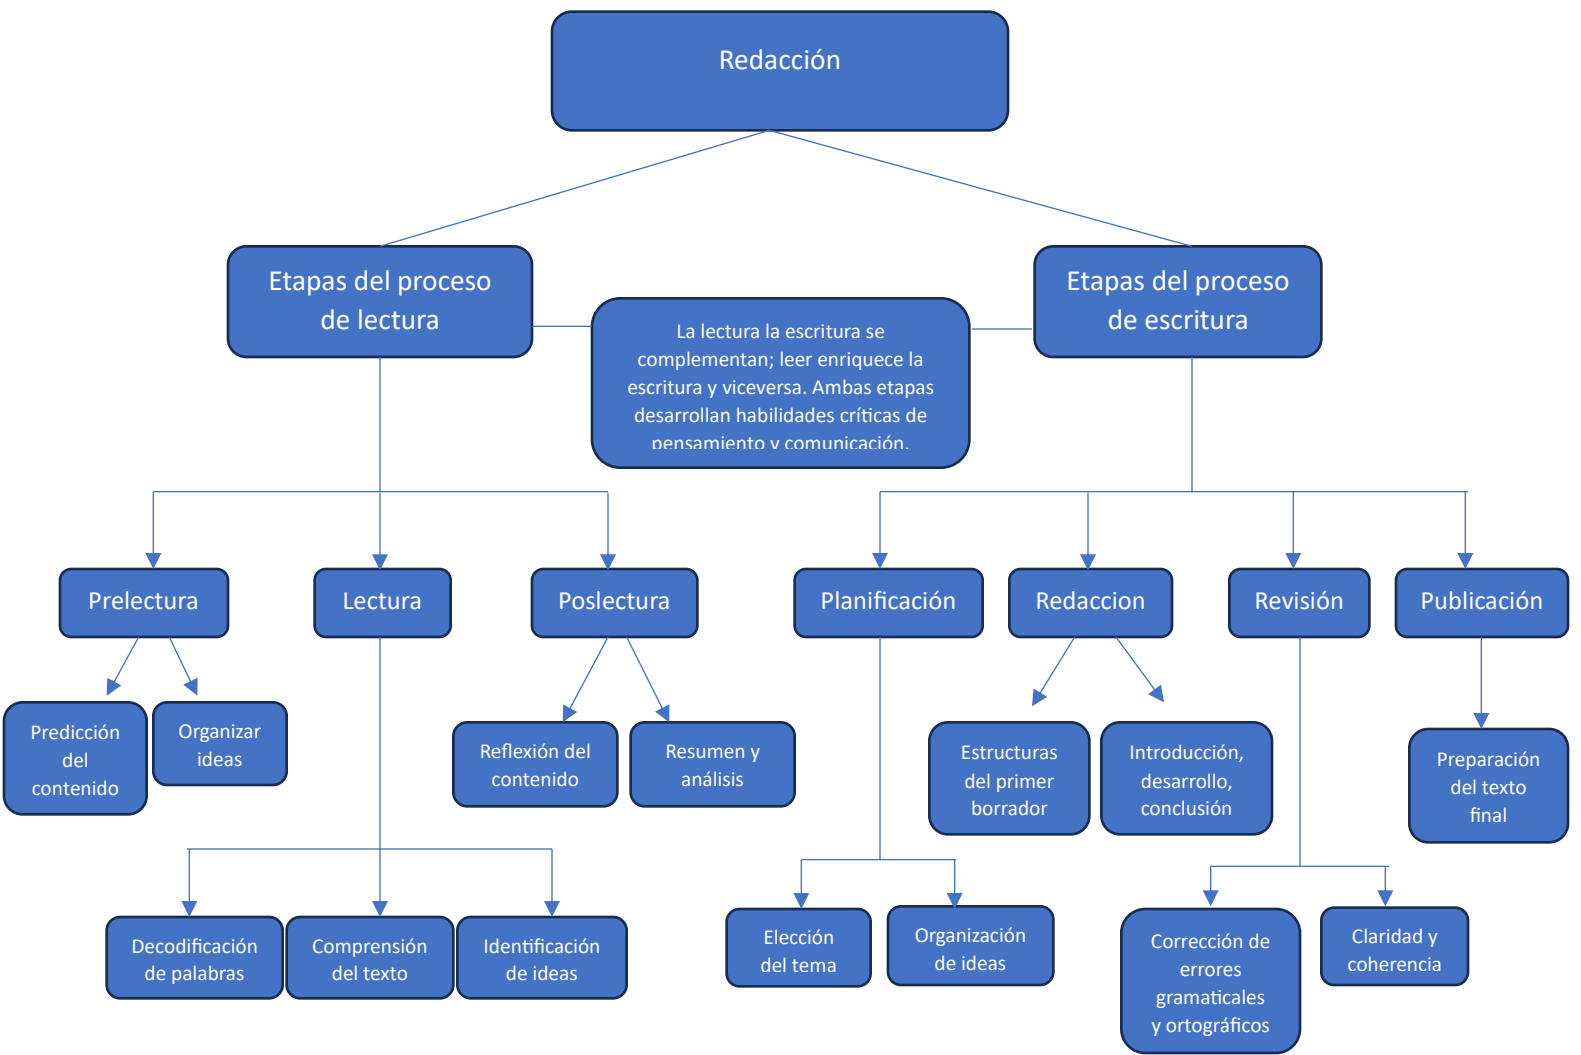 Redacción
Etapas del proceso
de lectura
La lectura la escritura se
complementan; leer enriquece la
escritura y viceversa. Ambas etapas
desarrollan habilidades críticas de
pensamiento y comunicación.
Etapas del proceso
de escritura
Prelectura
Lectura
Poslectura
Planificación
Redaccion
Revisión
Publicación
Predicción
del
contenido
Organizar
ideas
Reflexión del
contenido
Resumen y
análisis
Estructuras
del primer
borrador
Introducción,
desarrollo,
conclusión
Preparación
del texto
final
Decodificación
de palabras
Comprensión
del texto
Identificación
de ideas
Elección
del tema
Organización
de ideas
Corrección de
errores
gramaticales
y ortográficos
Claridad y
coherencia